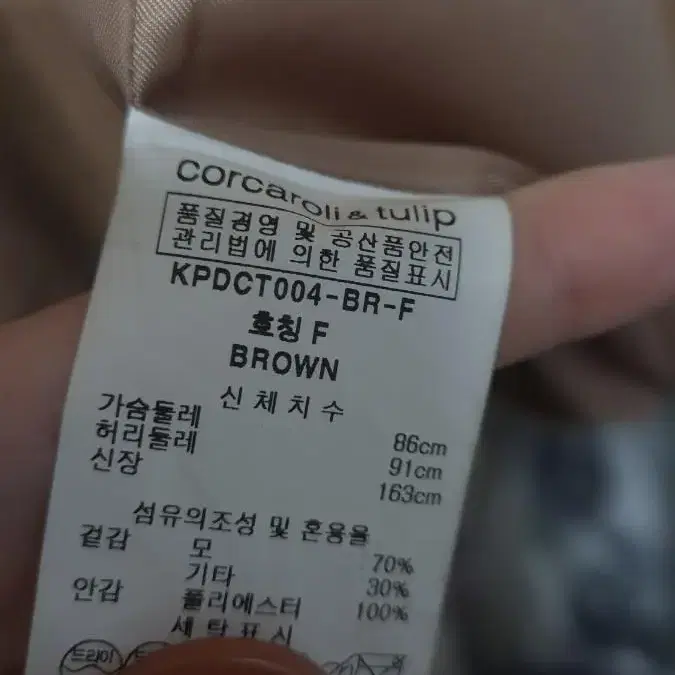 corcaroli & tulip
품질경영 및 공산품안전
관리법에 의한 품질표시
KPDCT004-BR-F
호칭 F
BROWN
신체치수
가슴둘레 86cm
허리둘레 91cm
신장 163cm
섬유의조성 및 혼용율
겉감 모 70%
기타 30%
안감 폴리에스터 100%
세탁표시
드라이